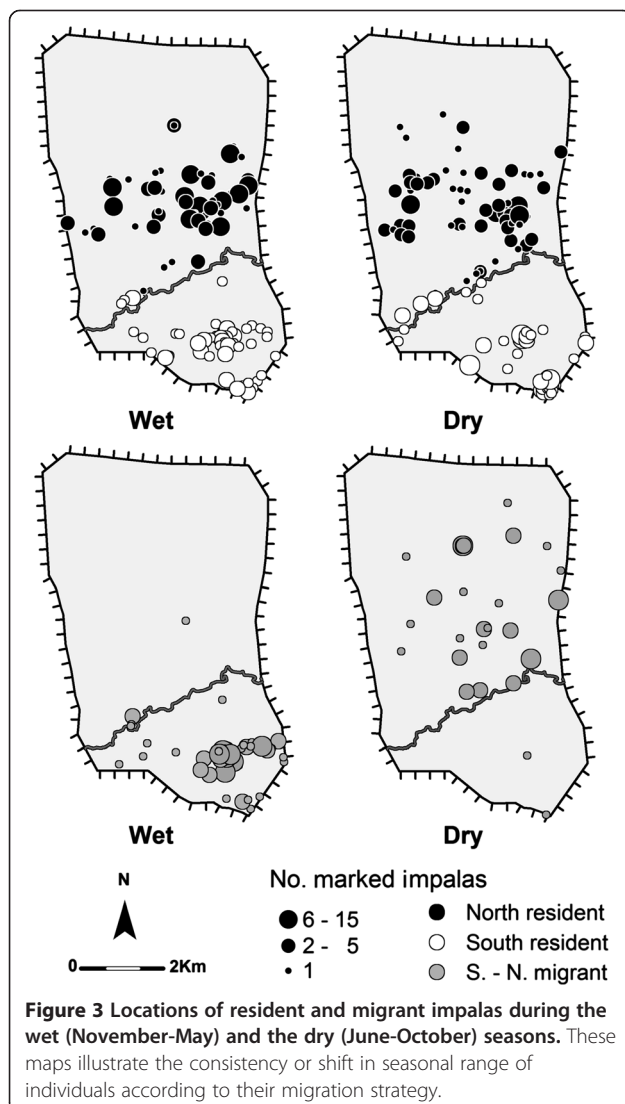 Wet
Dry
Wet
Dry
N
0 2Km
No. marked impalas
6 - 15
2 - 5
1
North resident
South resident
S. - N. migrant
Figure 3 Locations of resident and migrant impalas during the
wet (November-May) and the dry (June-October) seasons. These
maps illustrate the consistency or shift in seasonal range of
individuals according to their migration strategy.